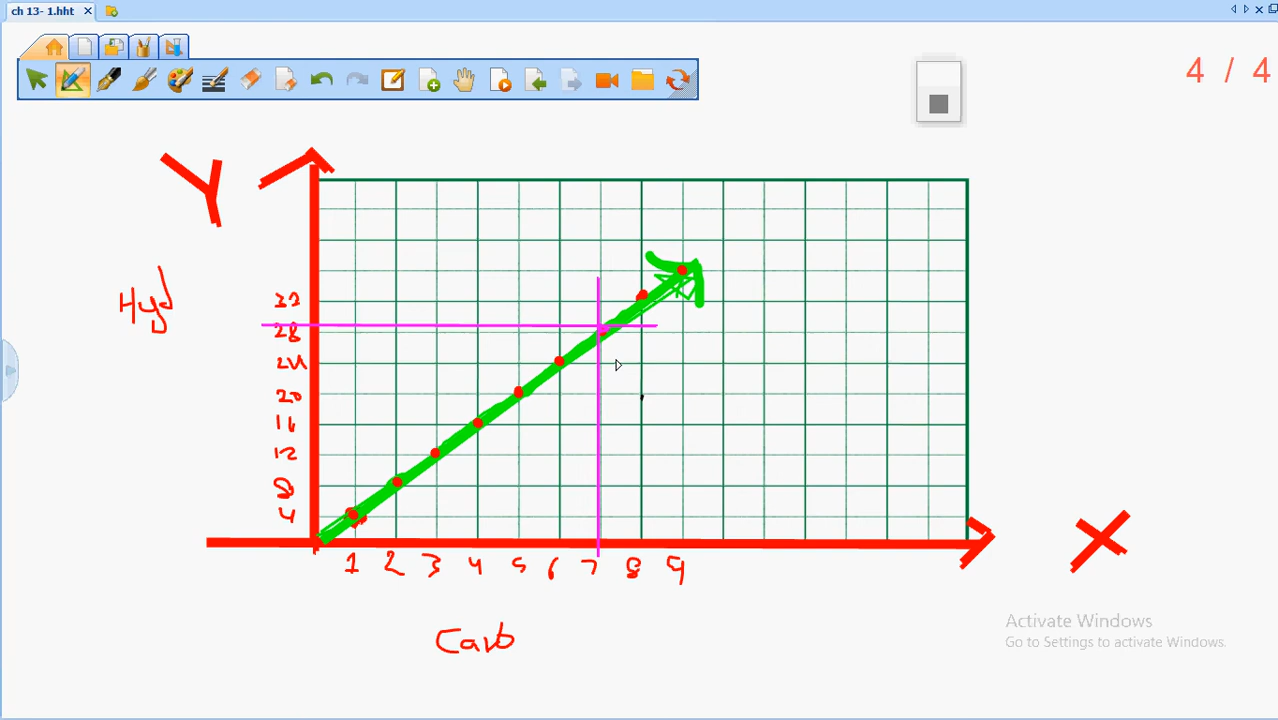 ch 13- 1.hht
4 / 4
Y
Hyd
32
28
24
20
16
12
8
4
1 2 3 4 5 6 7 8 9
X
Carb
Activate Windows
Go to Settings to activate Windows.